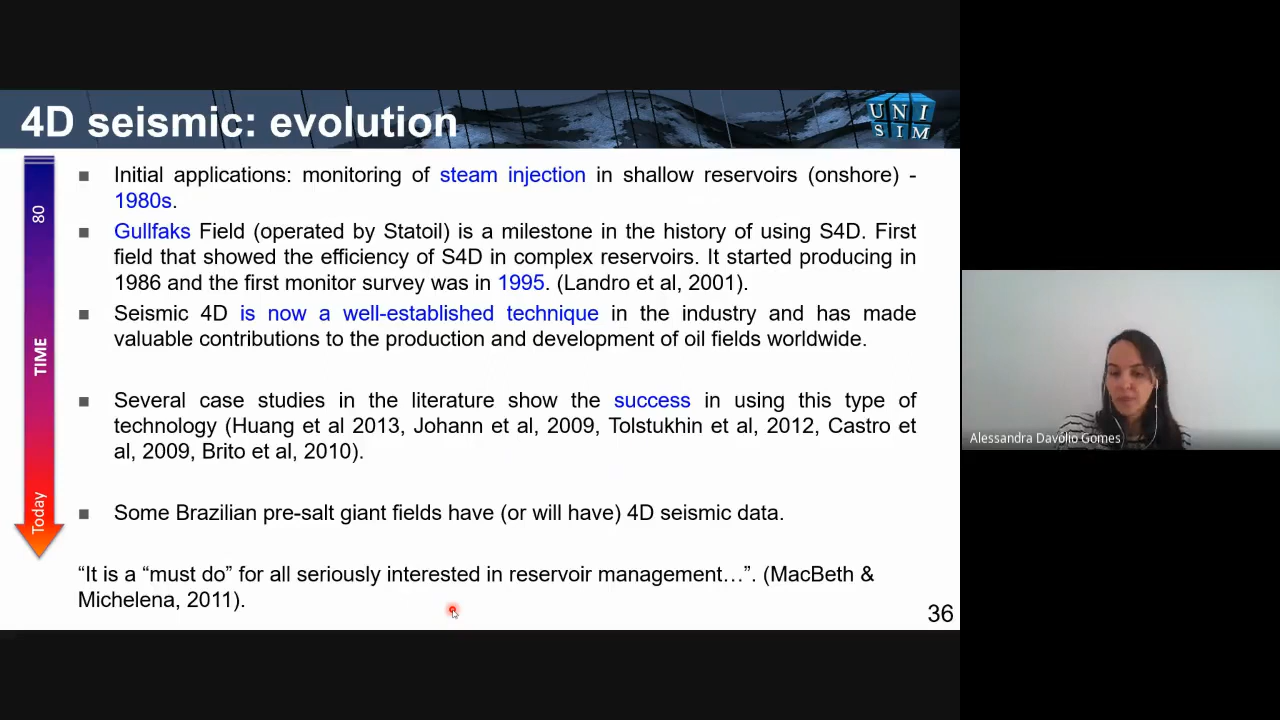 4D seismic: evolution
UNI
SIM
80
TIME
Today
■ Initial applications: monitoring of steam injection in shallow reservoirs (onshore) -
1980s.
■ Gullfaks Field (operated by Statoil) is a milestone in the history of using S4D. First
field that showed the efficiency of S4D in complex reservoirs. It started producing in
1986 and the first monitor survey was in 1995. (Landro et al, 2001).
■ Seismic 4D is now a well-established technique in the industry and has made
valuable contributions to the production and development of oil fields worldwide.
■ Several case studies in the literature show the success in using this type of
technology (Huang et al 2013, Johann et al, 2009, Tolstukhin et al, 2012, Castro et
al, 2009, Brito et al, 2010).
■ Some Brazilian pre-salt giant fields have (or will have) 4D seismic data.
“It is a “must do” for all seriously interested in reservoir management…”. (MacBeth &
Michelena, 2011).
36
Alessandra Davólio Gomes